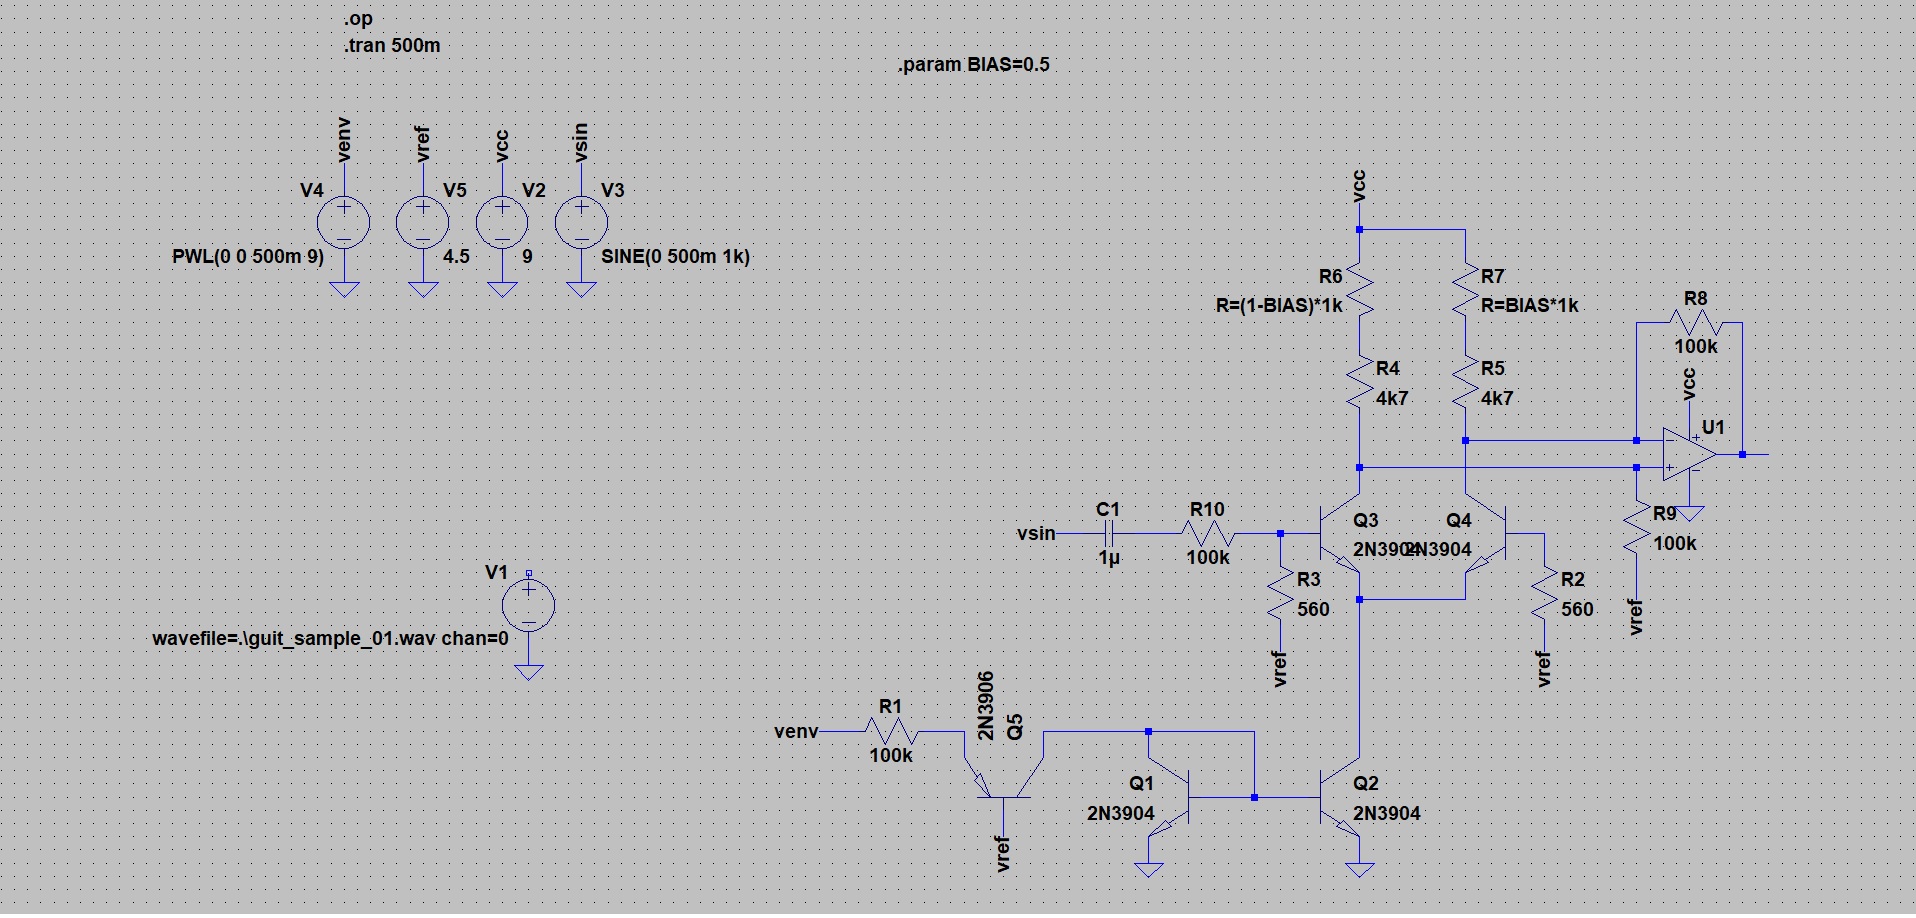 .op
.tran 500m
.param BIAS=0.5
venv
vref
vcc
vsin
V4
V5
V2
V3
PWL(0 0 500m 9)
4.5
9
SINE(0 500m 1k)
vcc
R6
R=(1-BIAS)*1k
R7
R=BIAS*1k
R8
100k
R4
4k7
R5
4k7
vcc
U1
C1
1µ
R10
100k
vsin
Q3
2N3904
Q4
2N3904
R9
100k
vref
R3
560
vref
R2
560
vref
V1
wavefile=.\guit_sample_01.wav chan=0
venv
R1
100k
2N3906
Q5
vref
Q1
2N3904
Q2
2N3904